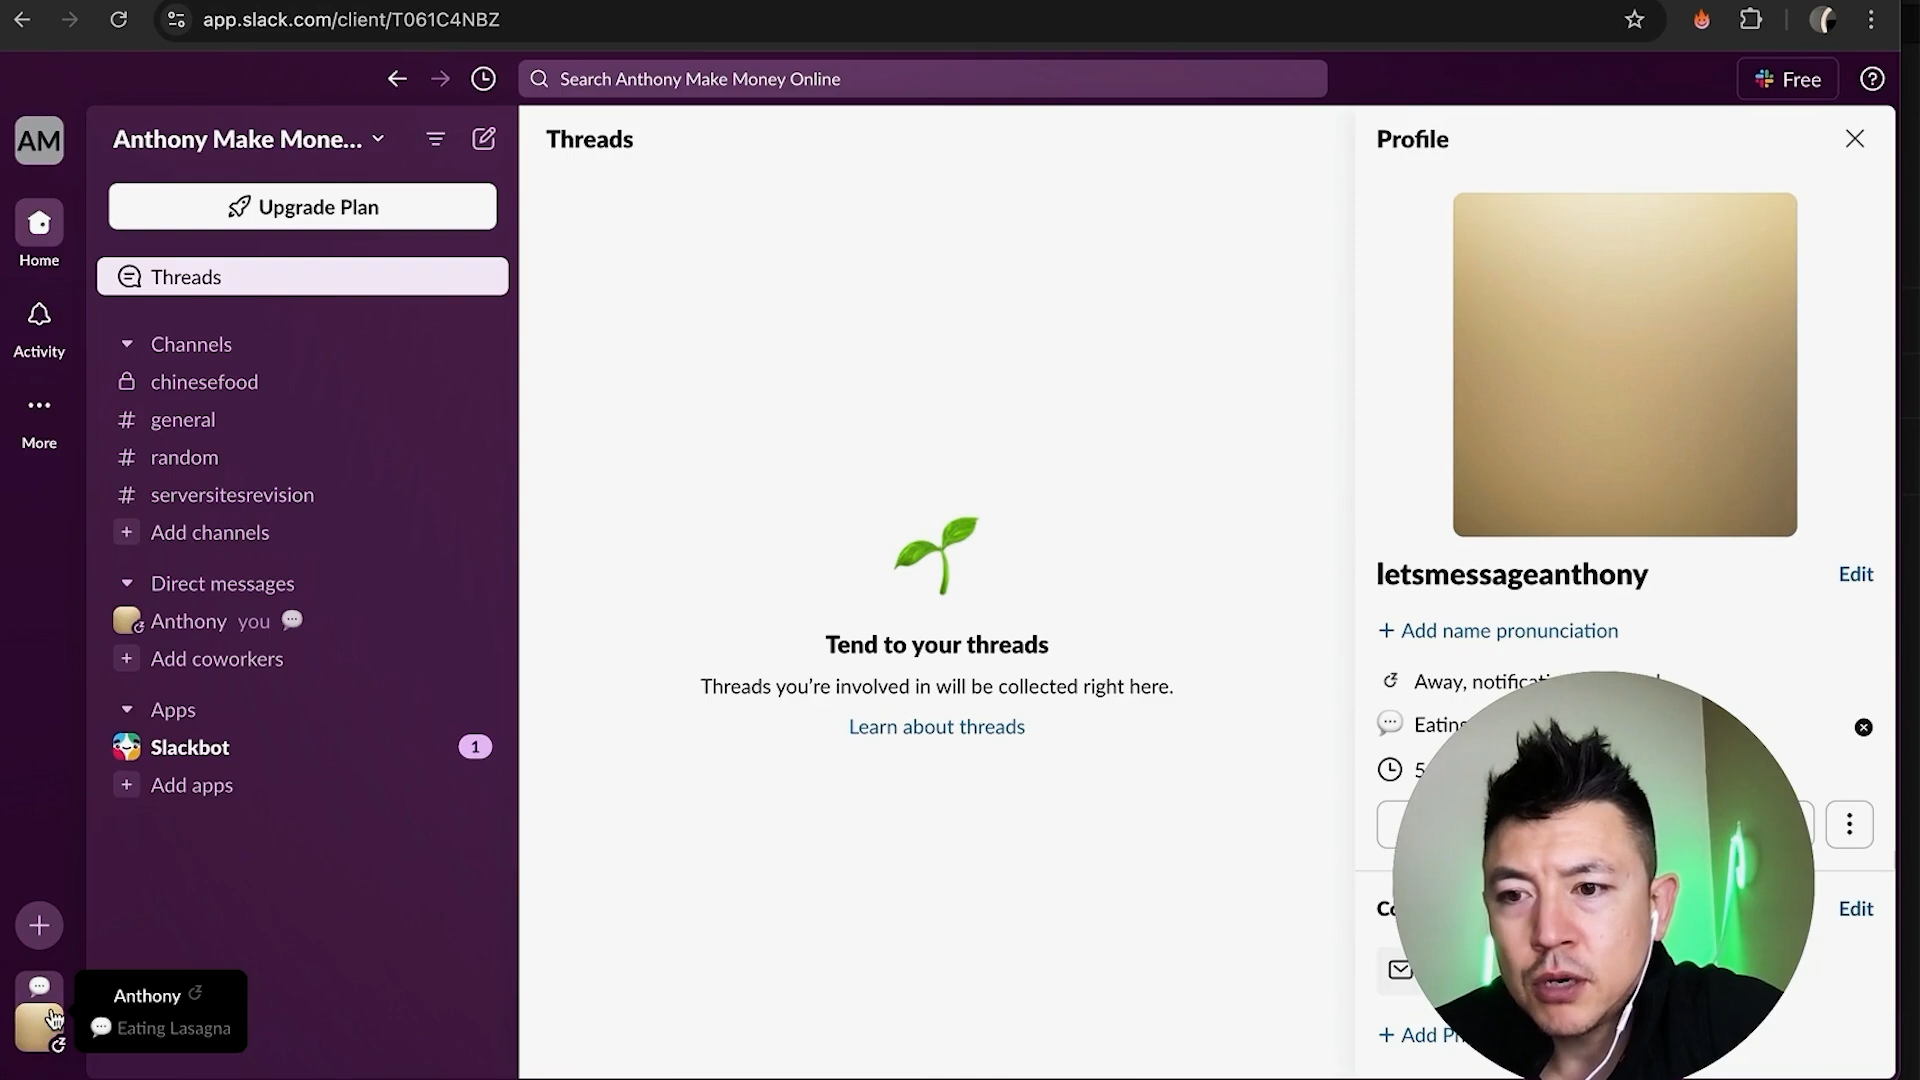 app.slack.com/client/T061C4NBZ
Search Anthony Make Money Online
Free
AM
Anthony Make Mone...
Threads
Profile
Upgrade Plan
Home
Threads
Activity
Channels
chinesefood
More
general
random
serversitesrevision
Add channels
Direct messages
Anthony you
Add coworkers
Apps
Slackbot 1
Add apps
Tend to your threads
Threads you're involved in will be collected right here.
Learn about threads
letsmessageanthony
Edit
+ Add name pronunciation
Away,
Edit
+ Add
Anthony
Eating Lasagna